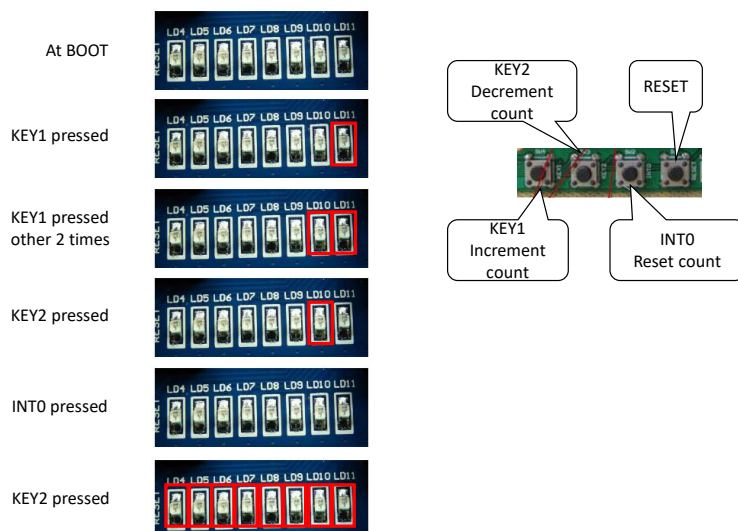 At BOOT
RESET
LD4 LD5 LD6 LD7 LD8 LD9 LD10 LD11
KEY1 pressed
RESET
LD4 LD5 LD6 LD7 LD8 LD9 LD10 LD11
KEY1 pressed
other 2 times
RESET
LD4 LD5 LD6 LD7 LD8 LD9 LD10 LD11
KEY2 pressed
RESET
LD4 LD5 LD6 LD7 LD8 LD9 LD10 LD11
INT0 pressed
RESET
LD4 LD5 LD6 LD7 LD8 LD9 LD10 LD11
KEY2 pressed
RESET
LD4 LD5 LD6 LD7 LD8 LD9 LD10 LD11
KEY2
Decrement
count
RESET
KEY1
KEY2
INT0
RESET
KEY1
Increment
count
INT0
Reset count